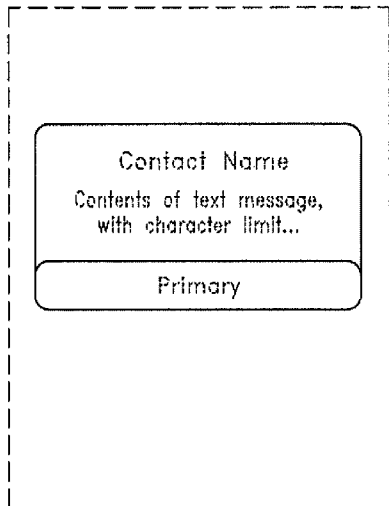 Contact Name
Contents of text message,
with character limit...
Primary